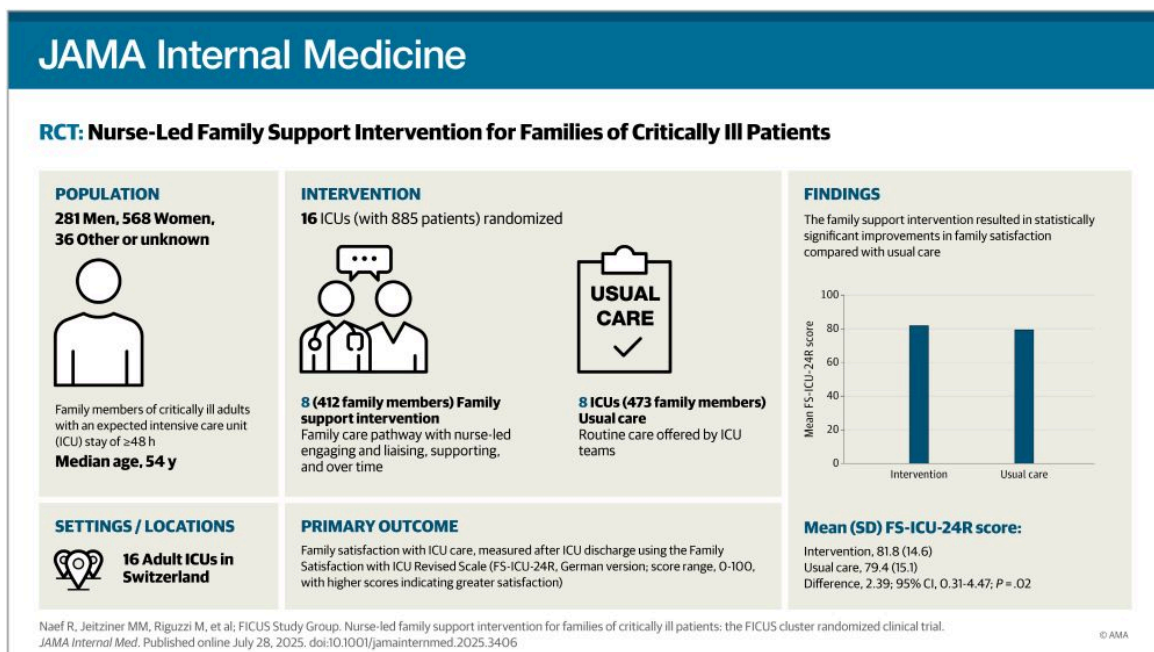 JAMA Internal Medicine
RCT: Nurse-Led Family Support Intervention for Families of Critically Ill Patients
POPULATION
281 Men, 568 Women,
36 Other or unknown
Family members of critically ill adults
with an expected intensive care unit
(ICU) stay of ≥48 h
Median age, 54 y
INTERVENTION
16 ICUs (with 885 patients) randomized
USUAL
CARE
8 (412 family members) Family
support intervention
Family care pathway with nurse-led
engaging and liaising, supporting,
and over time
8 ICUs (473 family members)
Usual care
Routine care offered by ICU
teams
FINDINGS
The family support intervention resulted in statistically
significant improvements in family satisfaction
compared with usual care
Mean FS-ICU-24R score
100
80
60
40
20
0
Intervention
Usual care
Mean (SD) FS-ICU-24R score:
Intervention, 81.8 (14.6)
Usual care, 79.4 (15.1)
Difference, 2.39; 95% CI, 0.31-4.47; P = .02
SETTINGS / LOCATIONS
16 Adult ICUs in
Switzerland
PRIMARY OUTCOME
Family satisfaction with ICU care, measured after ICU discharge using the Family
Satisfaction with ICU Revised Scale (FS-ICU-24R, German version; score range, 0-100,
with higher scores indicating greater satisfaction)
Naef R, Jeitziner MM, Riguzzi M, et al; FICUS Study Group. Nurse-led family support intervention for families of critically ill patients: the FICUS cluster randomized clinical trial.
JAMA Internal Med. Published online July 28, 2025. doi:10.1001/jamainternmed.2025.3406
© AMA